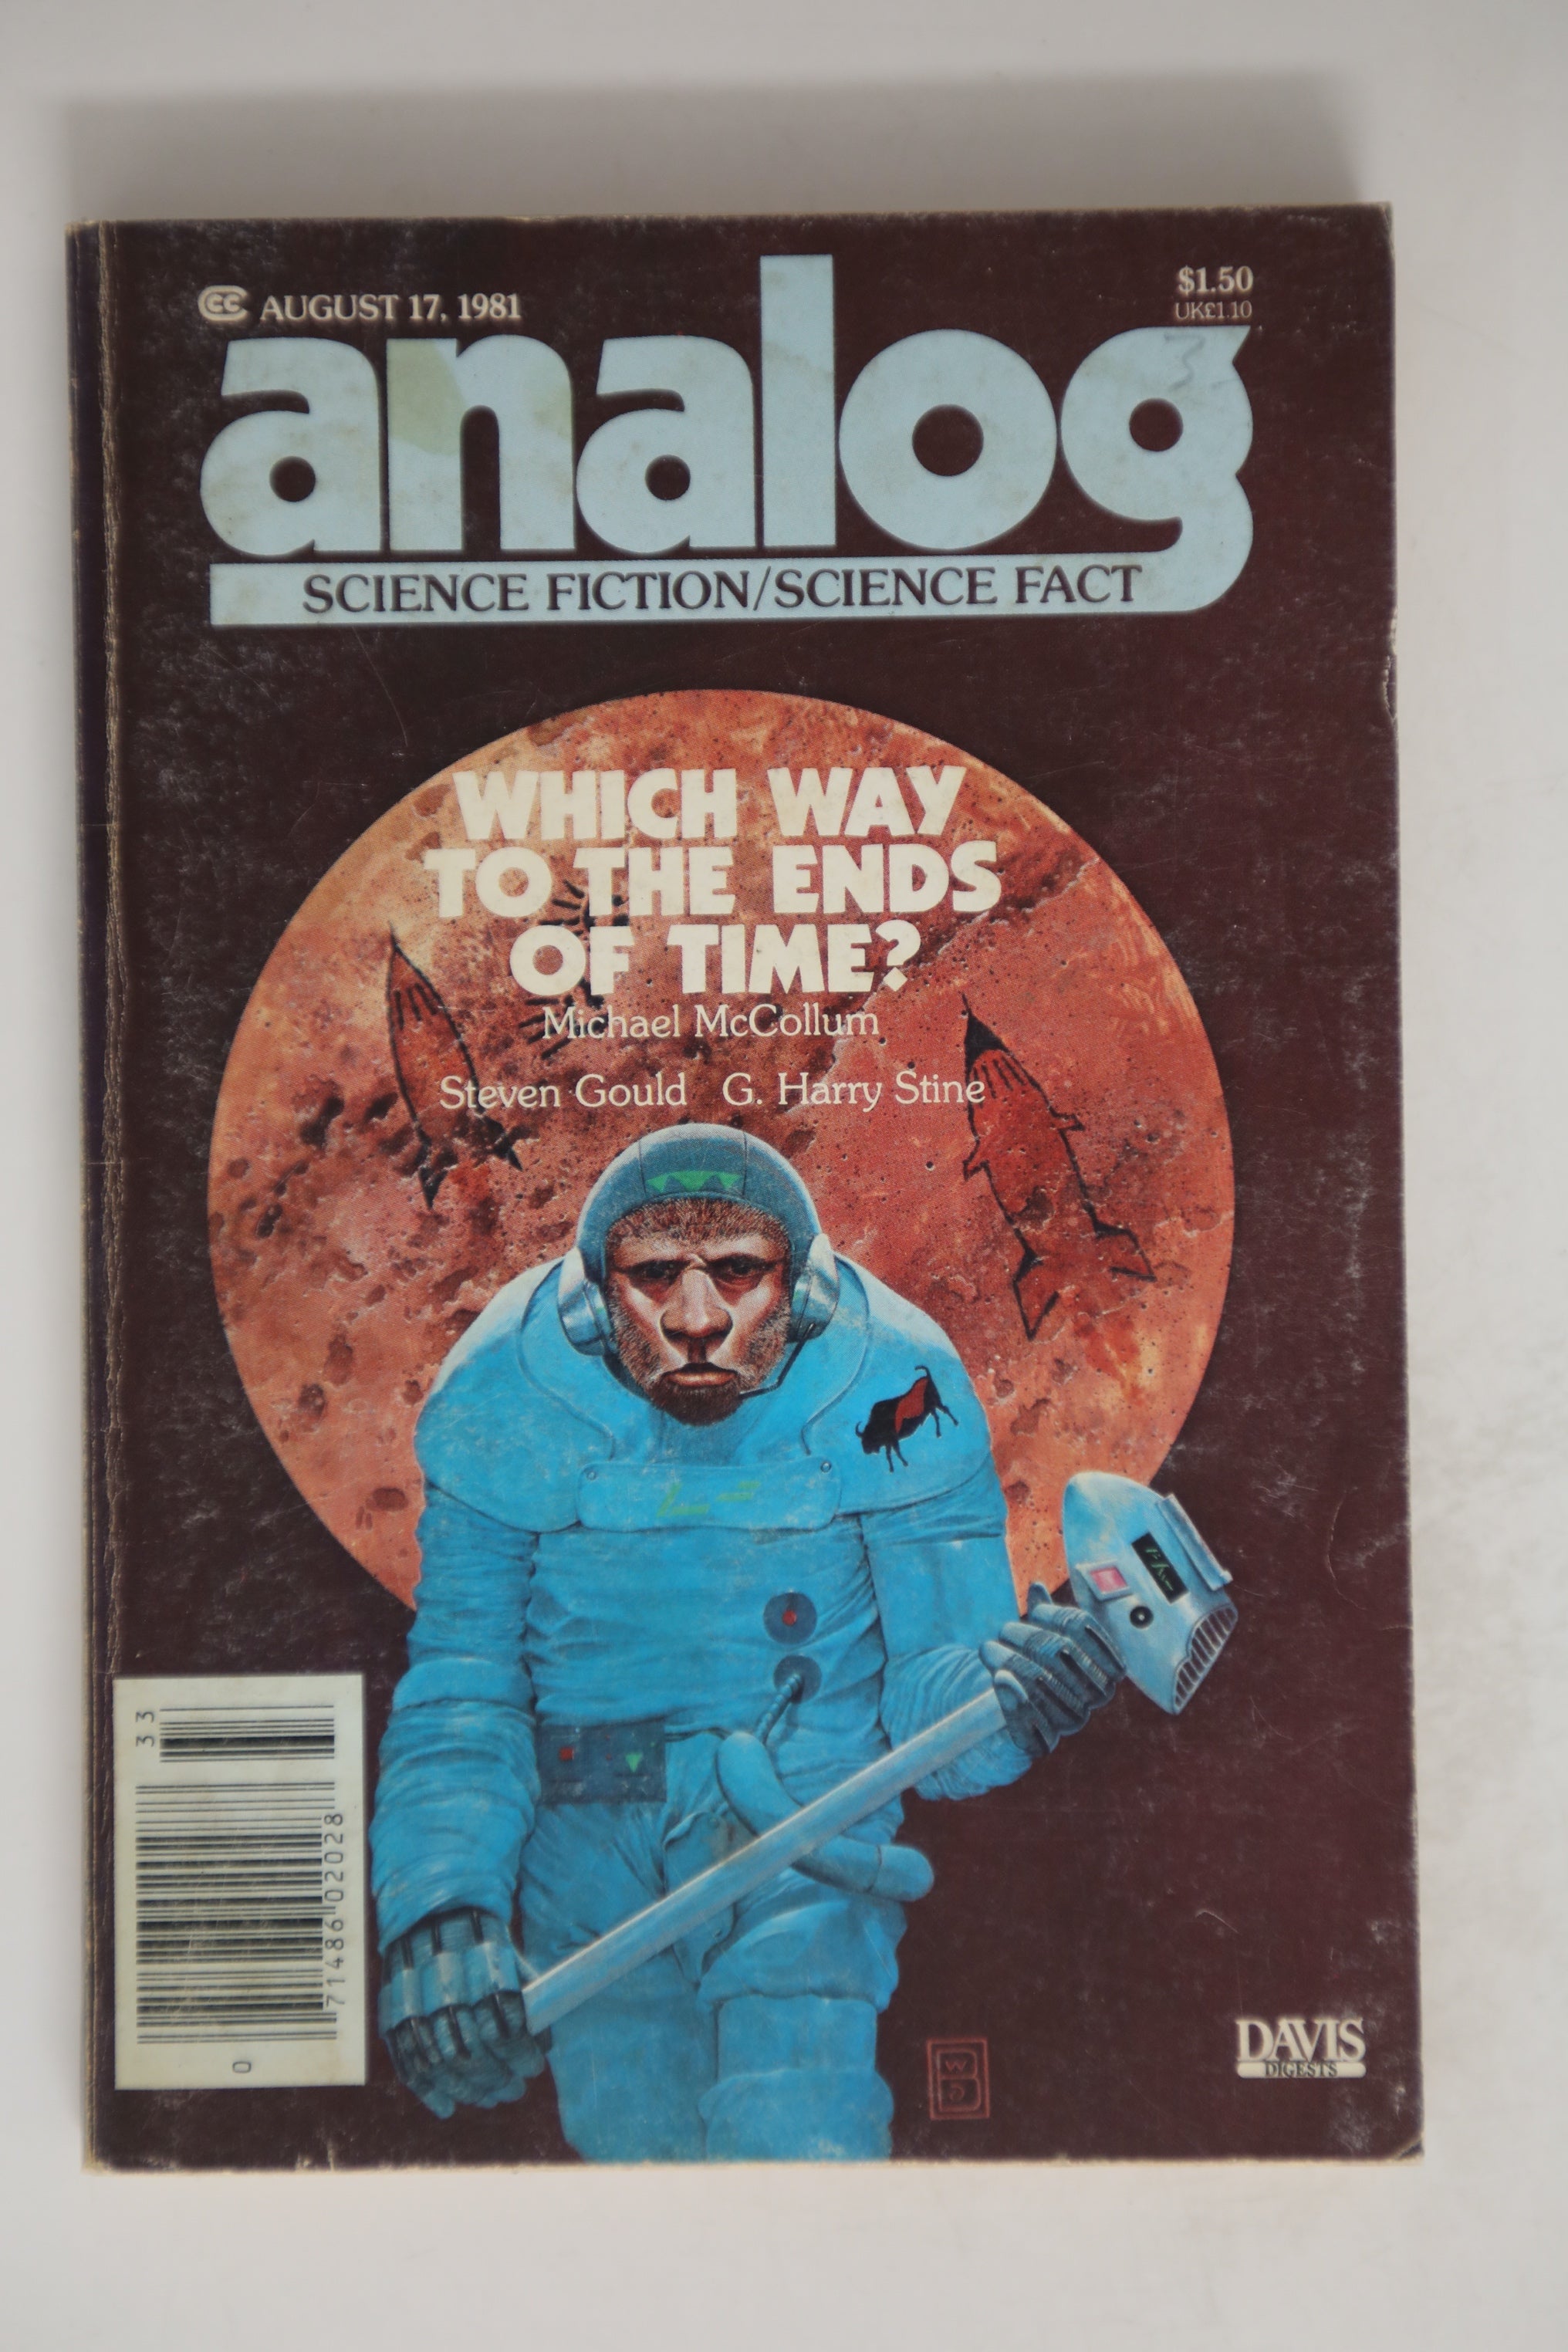 CC AUGUST 17, 1981
$1.50
UK£1.10
analog
SCIENCE FICTION/SCIENCE FACT
WHICH WAY
TO THE ENDS
OF TIME?
Michael McCollum
Steven Gould G. Harry Stine
33
71486 02028
0
DAVIS
DIGESTS